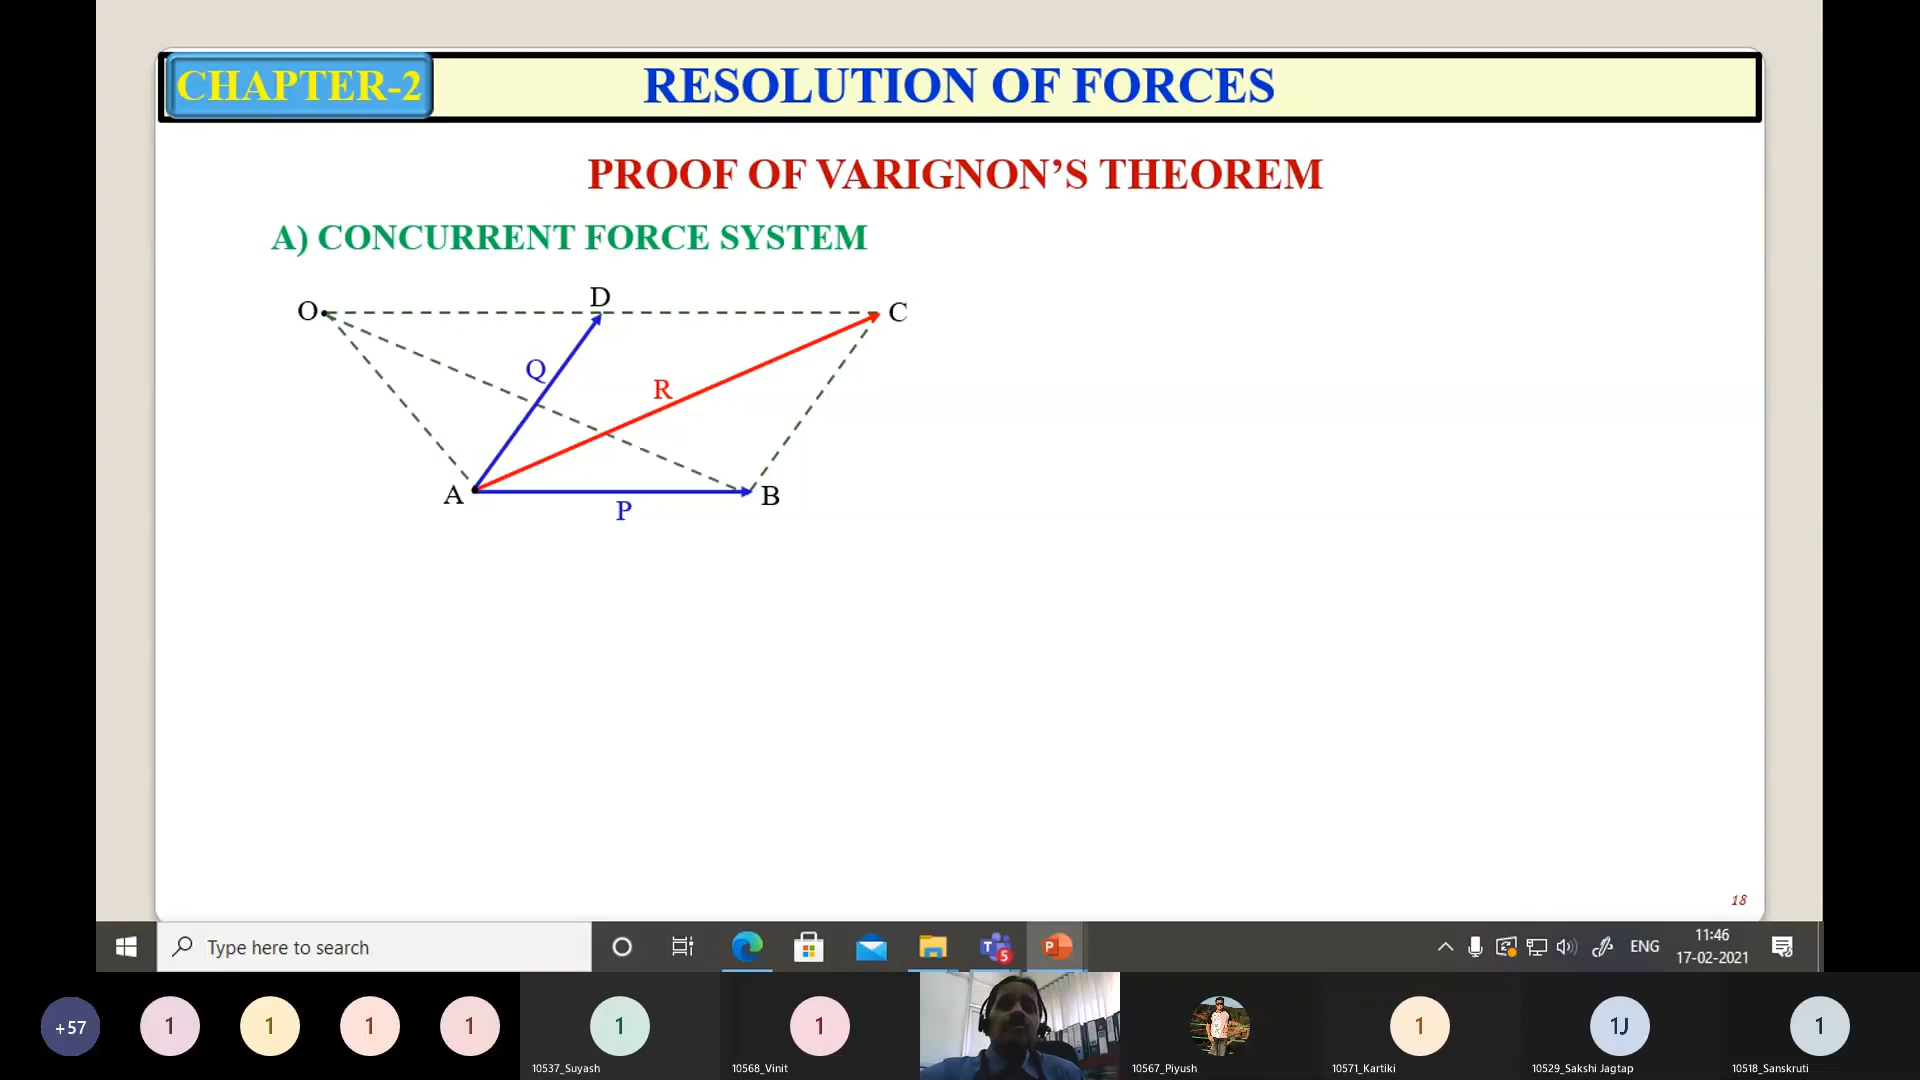 CHAPTER-2
RESOLUTION OF FORCES
PROOF OF VARIGNON’S THEOREM
A) CONCURRENT FORCE SYSTEM
O
D
C
Q
R
A
B
P
18
Type here to search
5
ENG
11:46
17-02-2021
+57
1
1
1
1
1
10537_Suyash
1
10568_Vinit
10567_Piyush
1
10571_Kartiki
1J
10529_Sakshi Jagtap
1
10518_Sanskruti